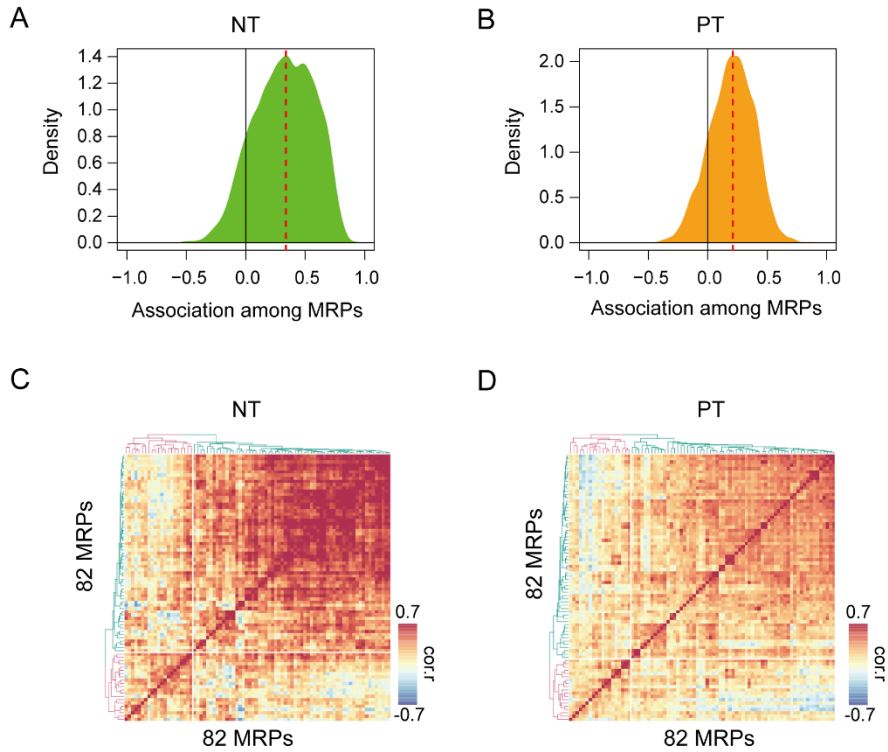 A
NT
Density
1.4
1.2
1.0
0.8
0.6
0.4
0.2
0.0
−1.0 −0.5 0.0 0.5 1.0
Association among MRPs
B
PT
Density
2.0
1.5
1.0
0.5
0.0
−1.0 −0.5 0.0 0.5 1.0
Association among MRPs
C
NT
82 MRPs
82 MRPs
0.7
cor.r
-0.7
D
PT
82 MRPs
82 MRPs
0.7
cor.r
-0.7